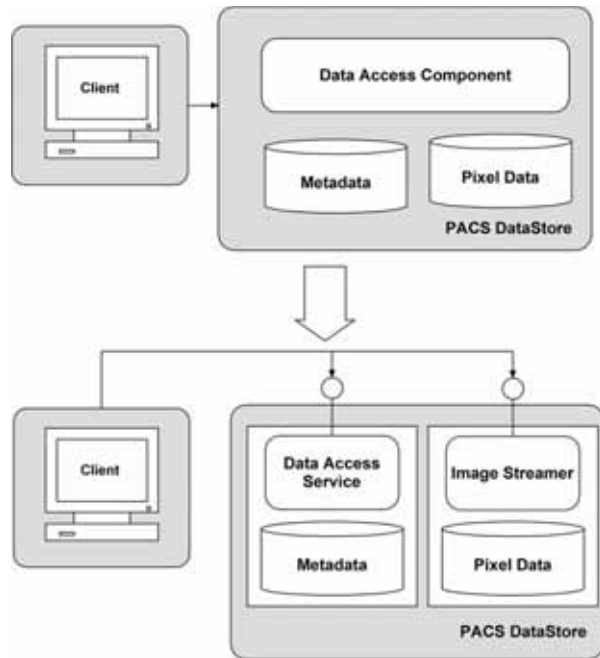 Client
Data Access Component
Metadata
Pixel Data
PACS DataStore
Client
Data Access
Service
Image Streamer
Metadata
Pixel Data
PACS DataStore